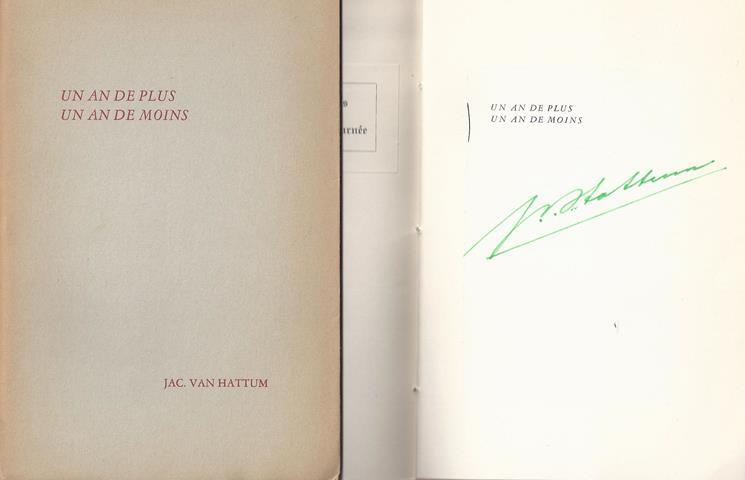 UN AN DE PLUS
UN AN DE MOINS
JAC. VAN HATTUM
UN AN DE PLUS
UN AN DE MOINS
J.v.Hattum